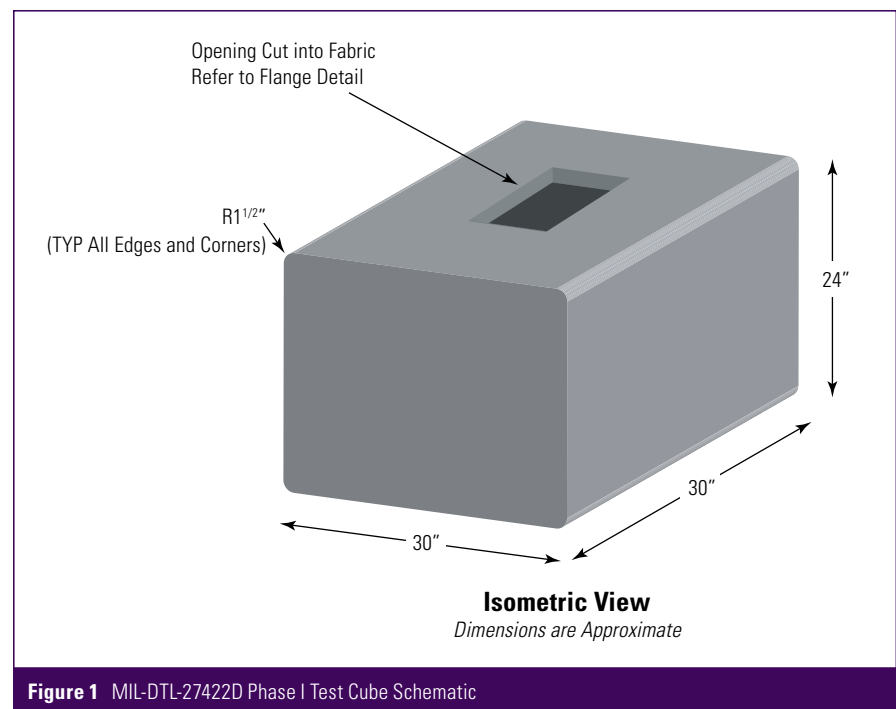 Opening Cut into Fabric
Refer to Flange Detail
R1 1/2"
(TYP All Edges and Corners)
24"
30"
30"
Isometric View
Dimensions are Approximate
Figure 1 MIL-DTL-27422D Phase I Test Cube Schematic